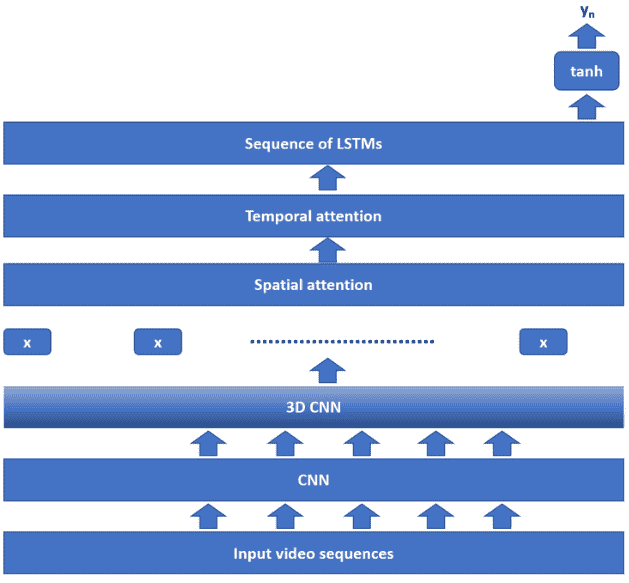 yn
tanh
Sequence of LSTMs
Temporal attention
Spatial attention
x x x
3D CNN
CNN
Input video sequences